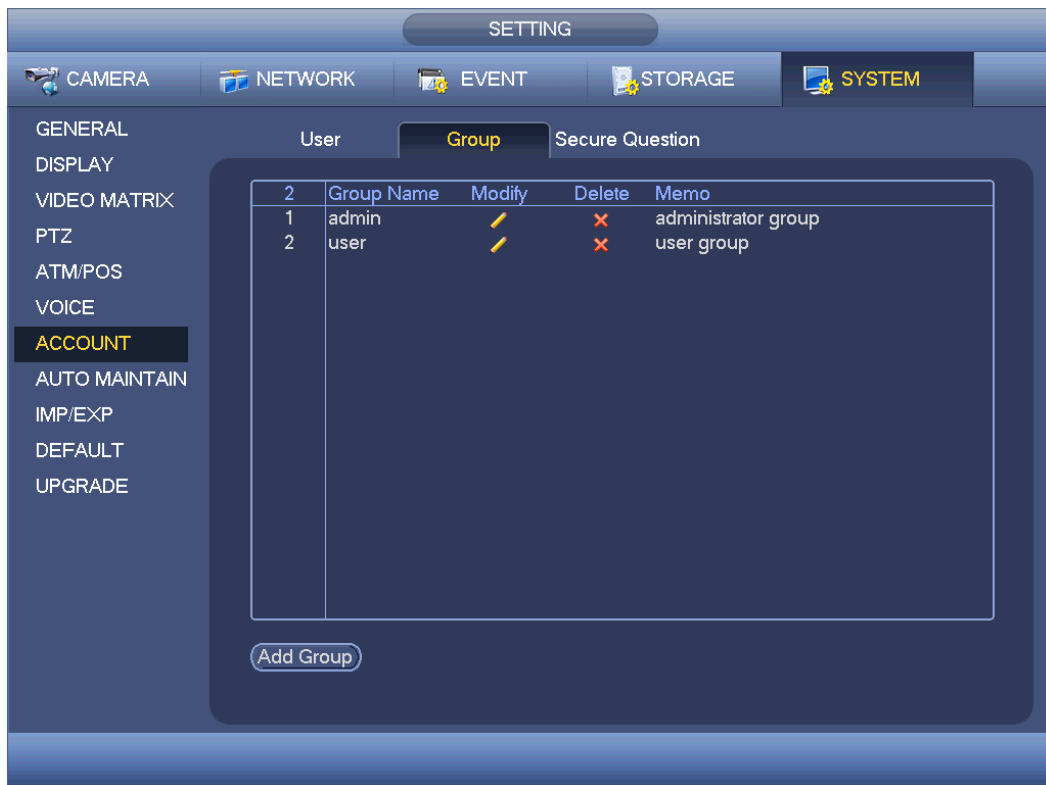 SETTING
CAMERA NETWORK EVENT STORAGE SYSTEM
GENERAL
DISPLAY
VIDEO MATRIX
PTZ
ATM/POS
VOICE
ACCOUNT
AUTO MAINTAIN
IMP/EXP
DEFAULT
UPGRADE
User Group Secure Question
2 Group Name Modify Delete Memo
1 admin administrator group
2 user user group
Add Group